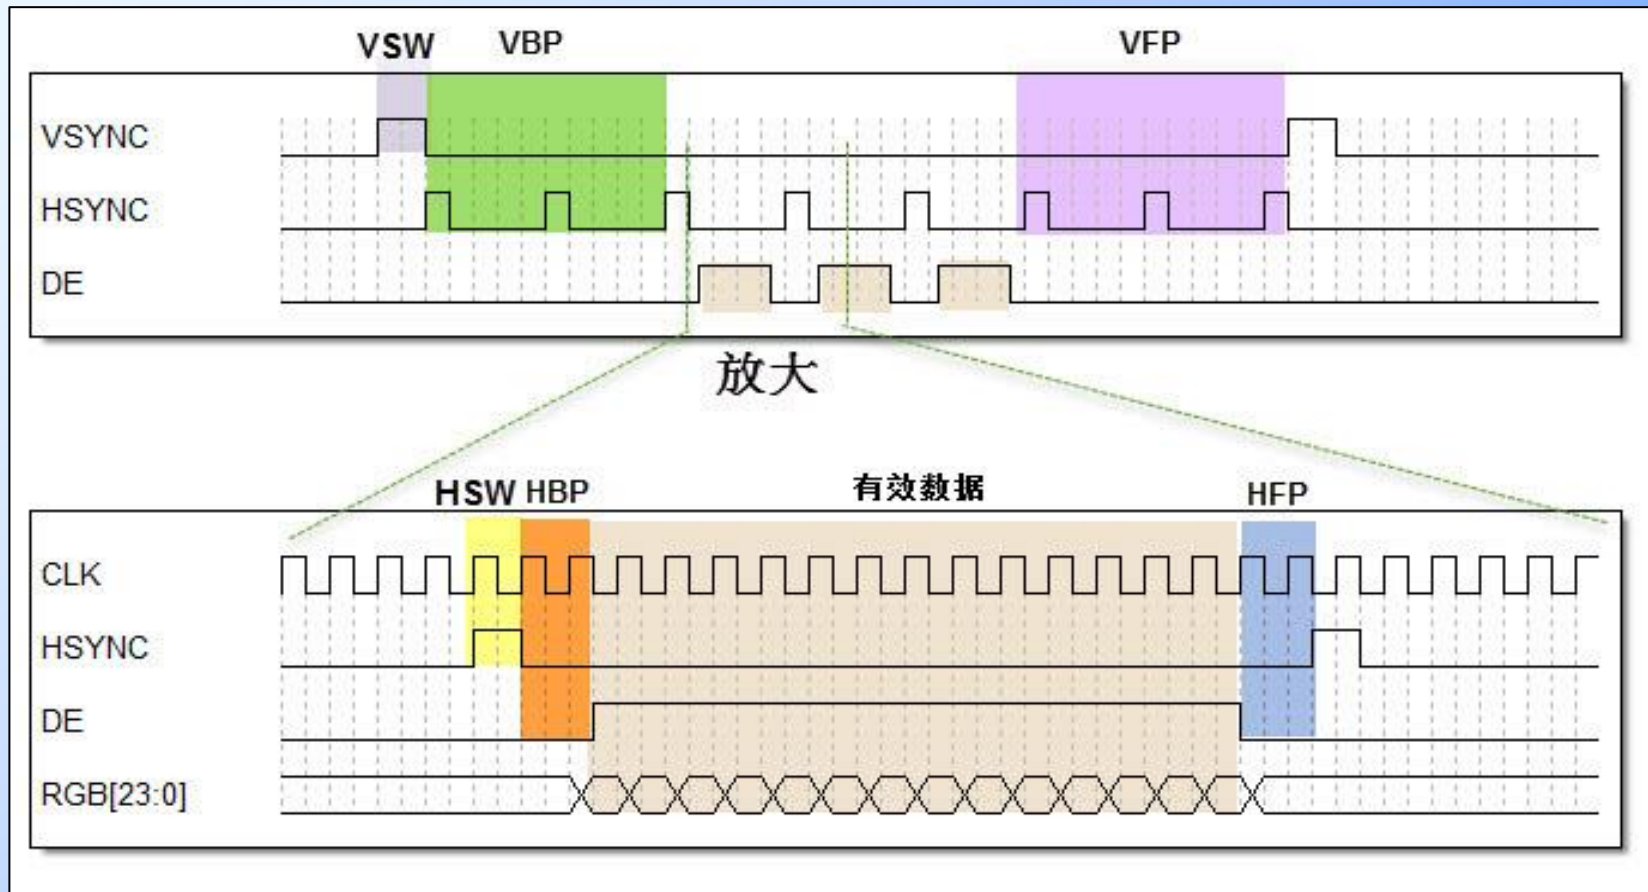 VSW VBP VFP
VSYNC
HSYNC
DE
放大
HSW HBP 有效数据 HFP
CLK
HSYNC
DE
RGB[23:0]